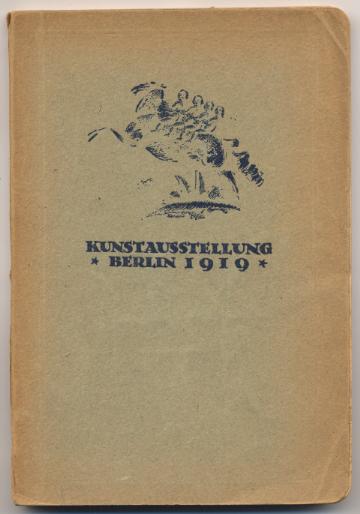 KUNSTAUSSTELLUNG
* BERLIN 1919 *